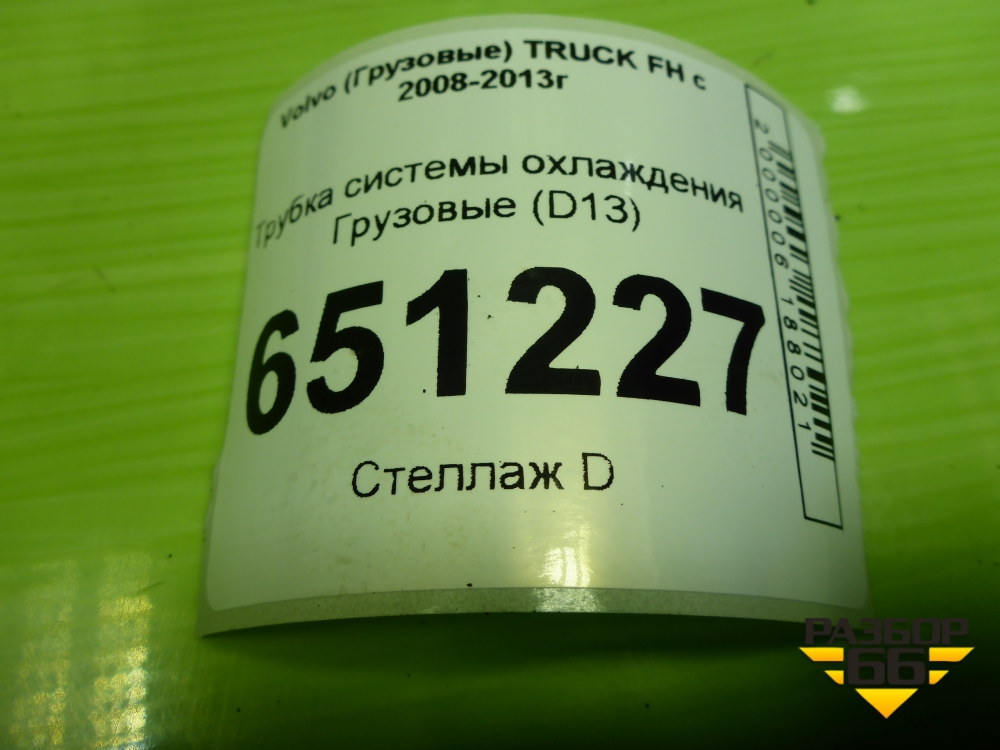 Volvo (Грузовые) TRUCK FH с
2008-2013г
Трубка системы охлаждения
Грузовые (D13)
651227
Стеллаж D
2000006188021
РАЗБОР
66